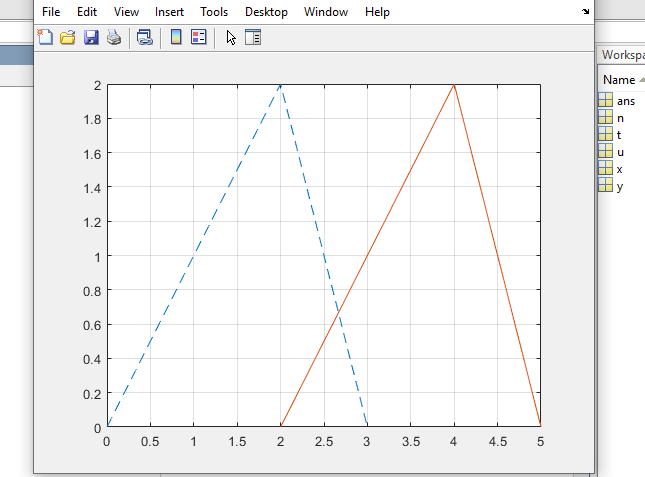 File Edit View Insert Tools Desktop Window Help
Name
ans
n
t
u
x
y
2
1.8
1.6
1.4
1.2
1
0.8
0.6
0.4
0.2
0
0 0.5 1 1.5 2 2.5 3 3.5 4 4.5 5